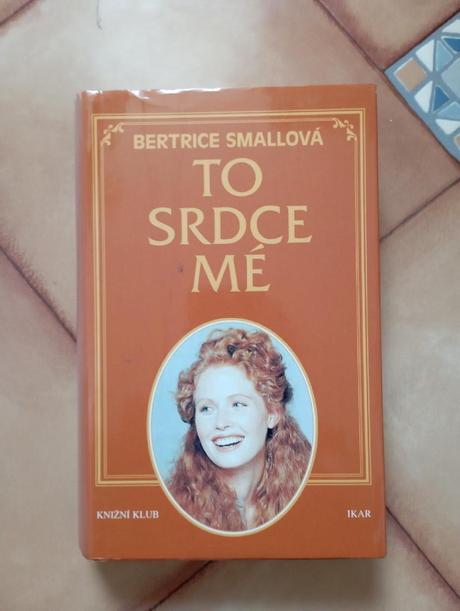 BERTRICE SMALLOVÁ
TO
SRDCE
MÉ
KNIŽNÍ KLUB
IKAR